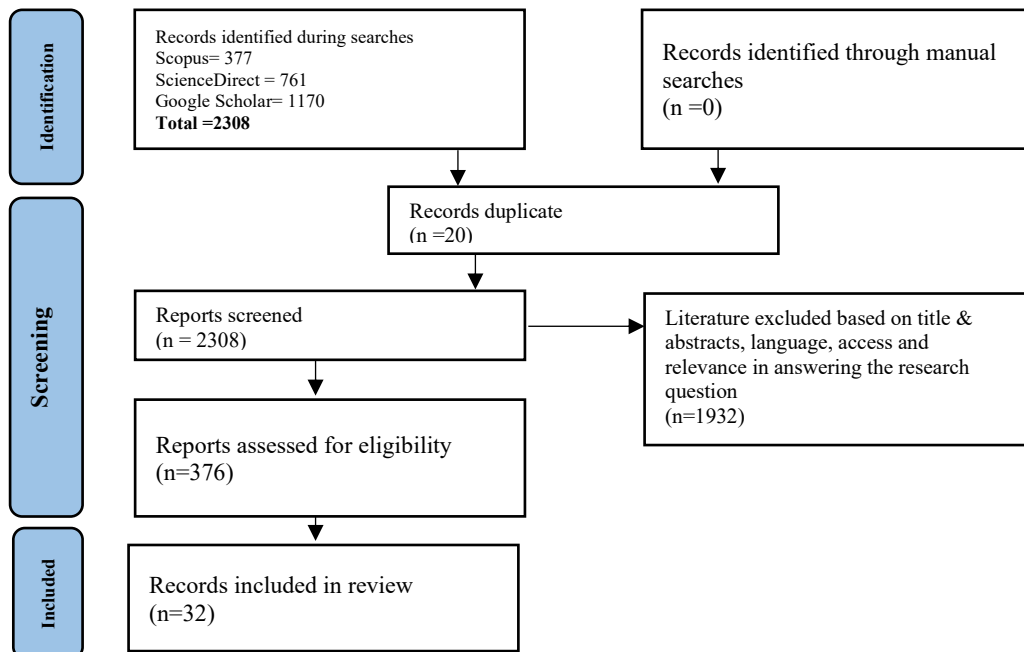 Identification
Records identified during searches
Scopus= 377
ScienceDirect = 761
Google Scholar= 1170
Total =2308
Records identified through manual
searches
(n =0)
Screening
Records duplicate
(n =20)
Reports screened
(n = 2308)
Literature excluded based on title &
abstracts, language, access and
relevance in answering the research
question
(n=1932)
Reports assessed for eligibility
(n=376)
Included
Records included in review
(n=32)